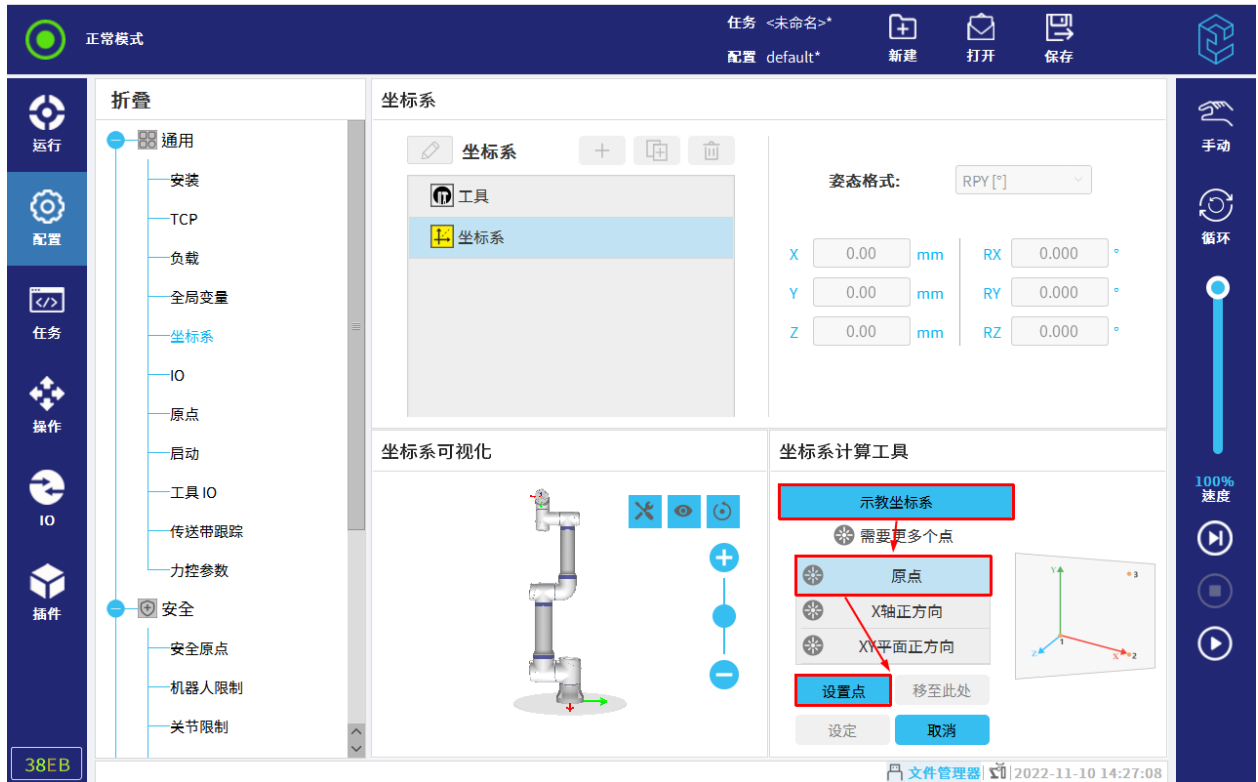 正常模式
任务 <未命名>*
配置 default*
新建
打开
保存
运行
配置
任务
操作
IO
插件
38EB
折叠
通用
安装
TCP
负载
全局变量
坐标系
IO
原点
启动
工具 IO
传送带跟踪
力控参数
安全
安全原点
机器人限制
关节限制
坐标系
坐标系
工具
坐标系
姿态格式: RPY [°]
X 0.00 mm RX 0.000 °
Y 0.00 mm RY 0.000 °
Z 0.00 mm RZ 0.000 °
坐标系可视化
坐标系计算工具
示教坐标系
需要更多个点
原点
X轴正方向
XY平面正方向
设置点 移至此处
设定 取消
Y 3
1
Z X 2
手动
循环
100%
速度
文件管理器 2022-11-10 14:27:08